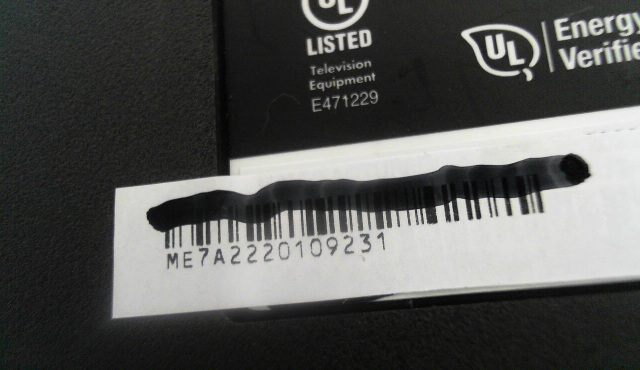 UL
LISTED
Television
Equipment
E471229
UL
Energy
Verifie
ME7A2220109231